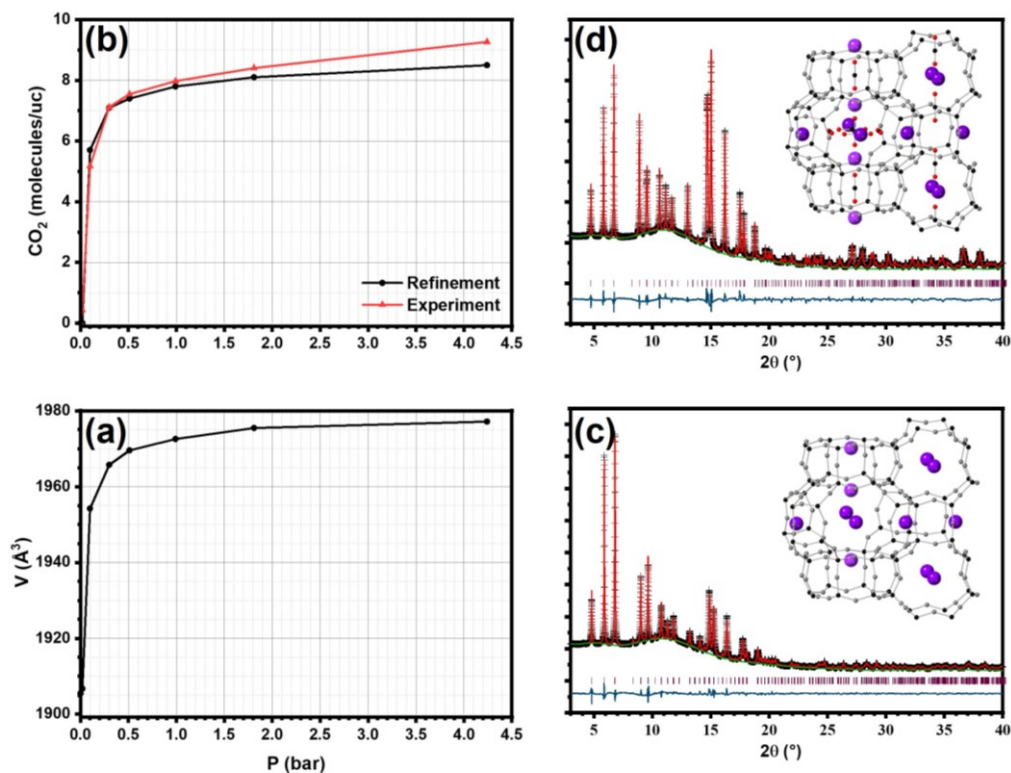 (b)
CO2 (molecules/uc)
10
8
6
4
2
0
Refinement
Experiment
0.0 0.5 1.0 1.5 2.0 2.5 3.0 3.5 4.0 4.5
(d)
5 10 15 20 25 30 35 40
2θ (°)
(a)
V (Å3)
1980
1960
1940
1920
1900
0.0 0.5 1.0 1.5 2.0 2.5 3.0 3.5 4.0 4.5
P (bar)
(c)
5 10 15 20 25 30 35 40
2θ (°)